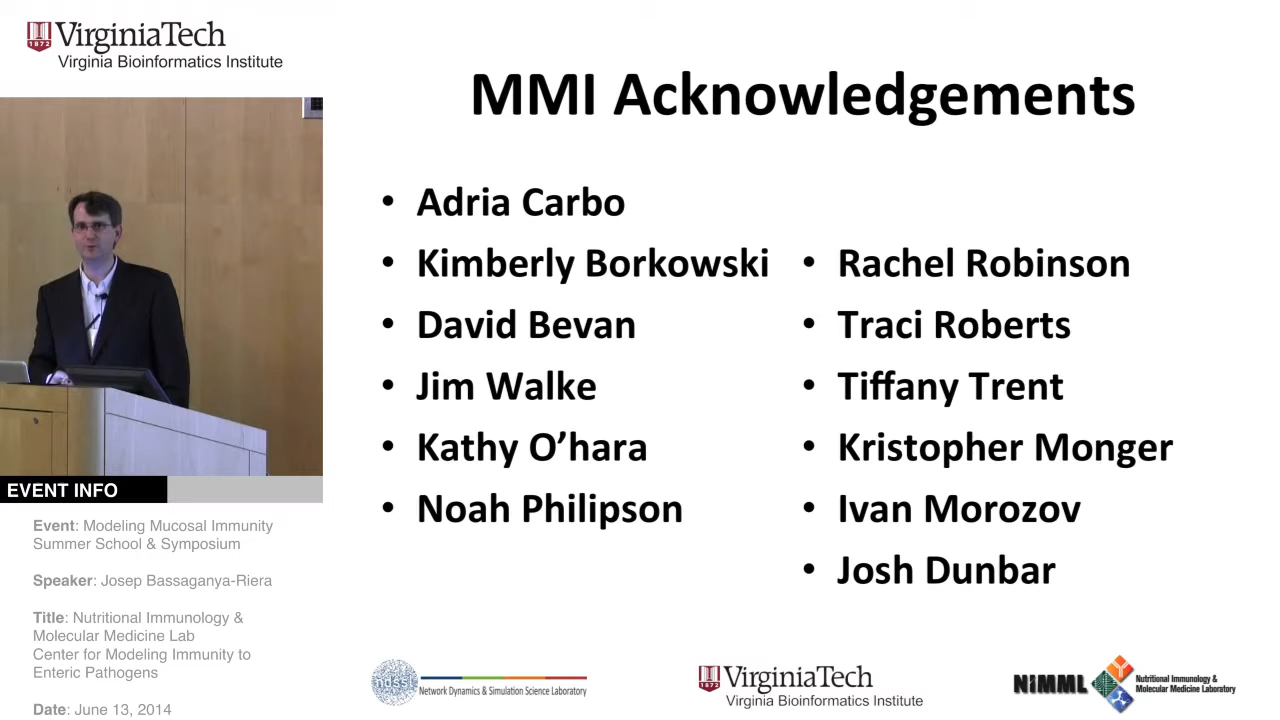 VirginiaTech
1872
Virginia Bioinformatics Institute
MMI Acknowledgements
• Adria Carbo
• Kimberly Borkowski
• David Bevan
• Jim Walke
• Kathy O’hara
• Noah Philipson
• Rachel Robinson
• Traci Roberts
• Tiffany Trent
• Kristopher Monger
• Ivan Morozov
• Josh Dunbar
EVENT INFO
Event: Modeling Mucosal Immunity
Summer School & Symposium
Speaker: Josep Bassaganya-Riera
Title: Nutritional Immunology &
Molecular Medicine Lab
Center for Modeling Immunity to
Enteric Pathogens
Date: June 13, 2014
ndssl
Network Dynamics & Simulation Science Laboratory
VirginiaTech
1872
Virginia Bioinformatics Institute
NIMML
Nutritional Immunology &
Molecular Medicine Laboratory